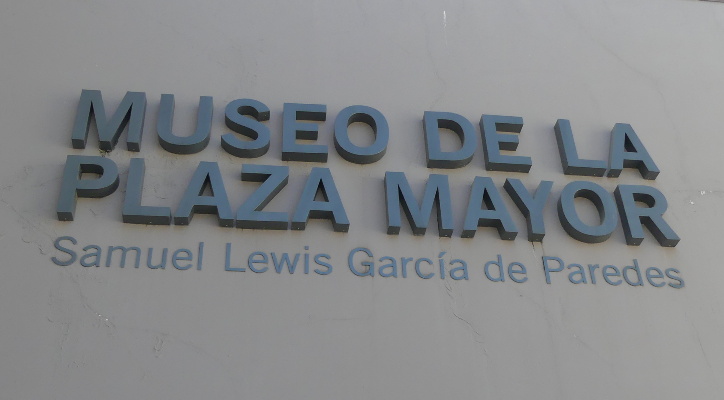 MUSEO DE LA
PLAZA MAYOR
Samuel Lewis García de Paredes